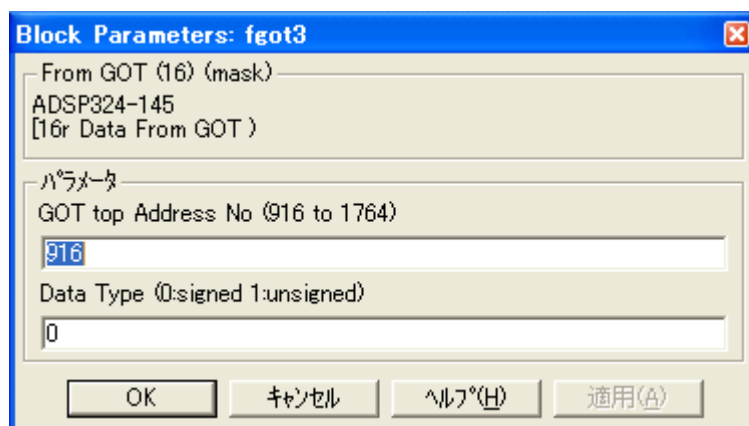 Block Parameters: fgot3
From GOT (16) (mask)
ADSP324-145
[16r Data From GOT )
パラメータ
GOT top Address No (916 to 1764)
916
Data Type (0:signed 1:unsigned)
0
OK キャンセル ヘルプ(H) 適用(A)